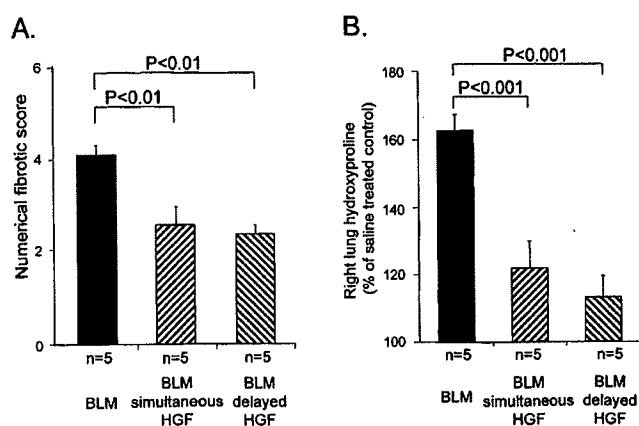 A.
Numerical fibrotic score
6
4
2
0
P<0.01
P<0.01
n=5
n=5
n=5
BLM
BLM
simultaneous
HGF
BLM
delayed
HGF
B.
Right lung hydroxyproline
(% of saline treated control)
180
160
140
120
100
P<0.001
P<0.001
n=5
n=5
n=5
BLM
BLM
simultaneous
HGF
BLM
delayed
HGF